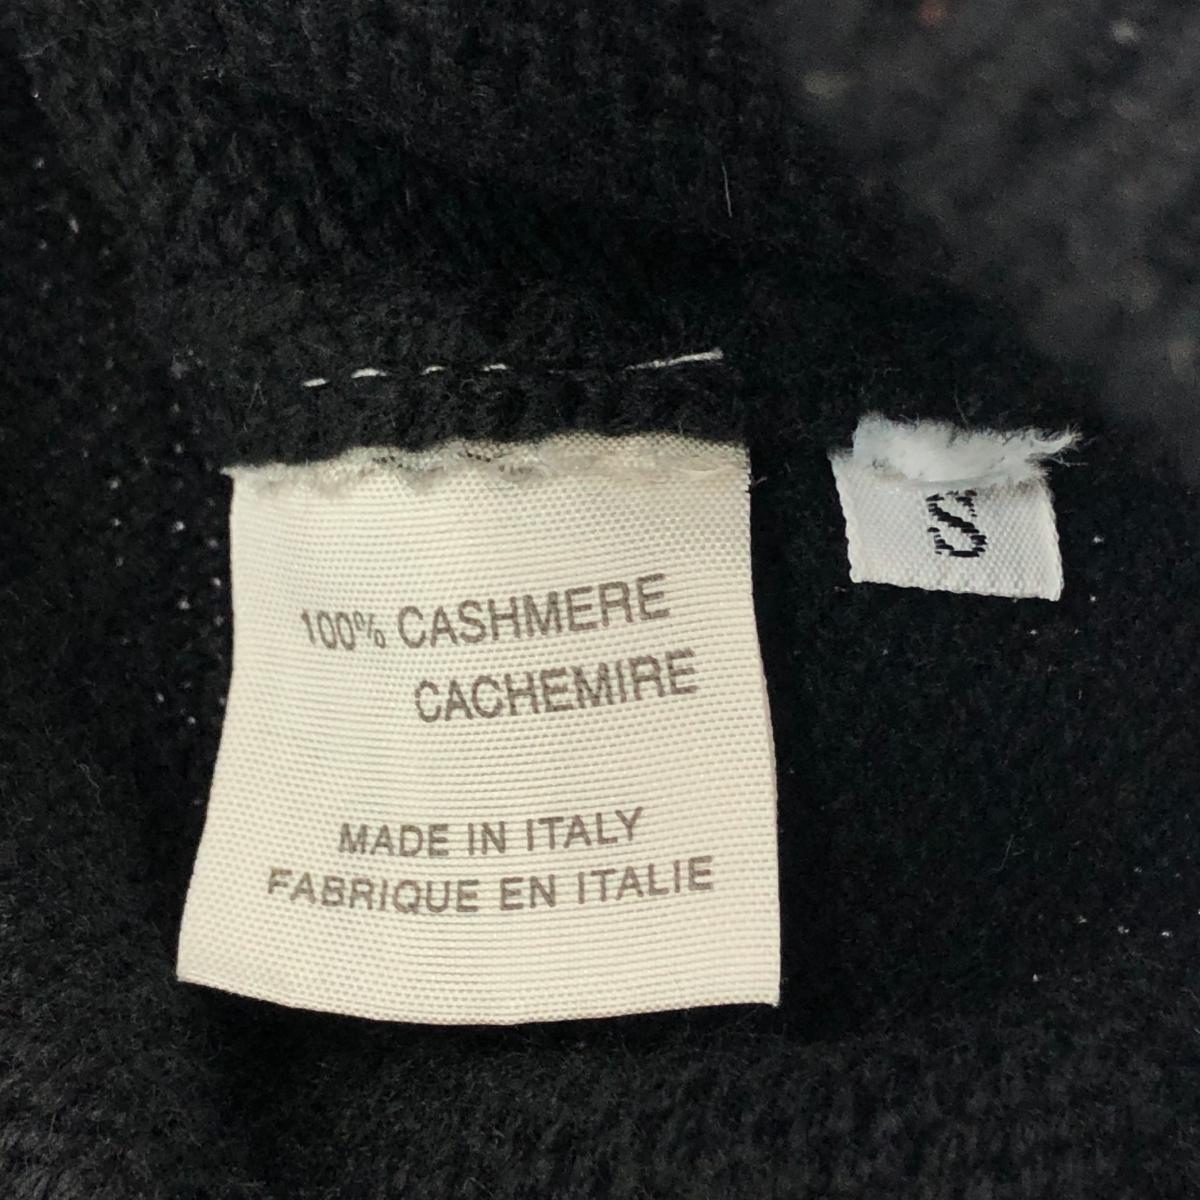 100% CASHMERE
CACHEMIRE
MADE IN ITALY
FABRIQUE EN ITALIE
S